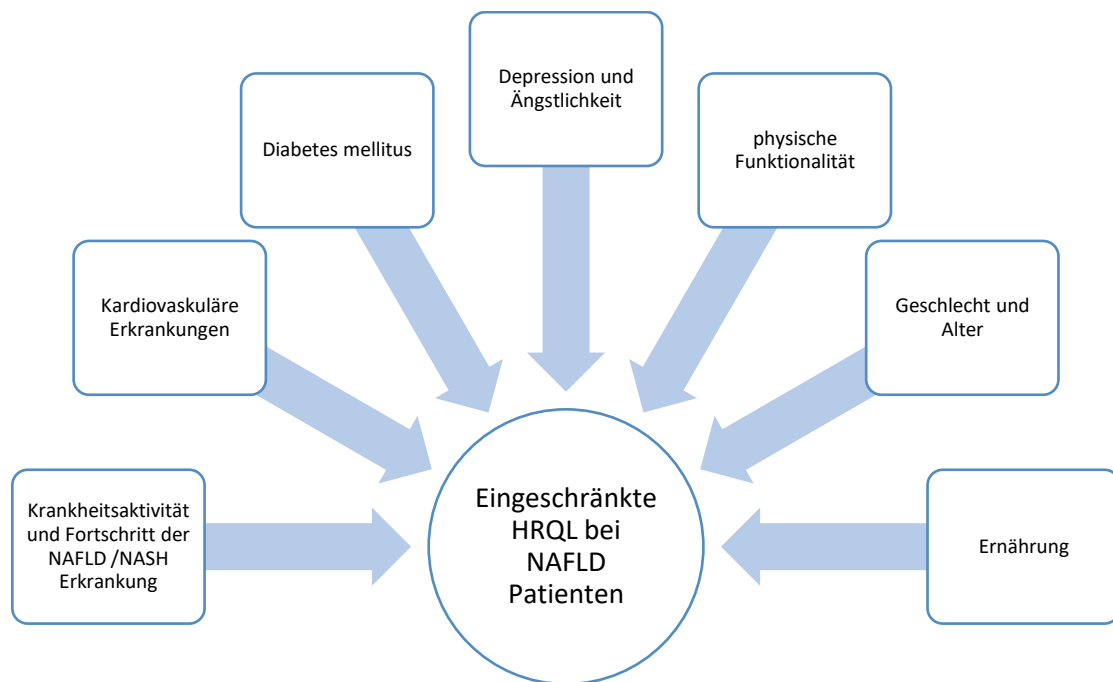 Depression und
Ängstlichkeit
Diabetes mellitus
physische
Funktionalität
Kardiovaskuläre
Erkrankungen
Geschlecht und
Alter
Krankheitsaktivität
und Fortschritt der
NAFLD /NASH
Erkrankung
Eingeschränkte
HRQL bei
NAFLD
Patienten
Ernährung